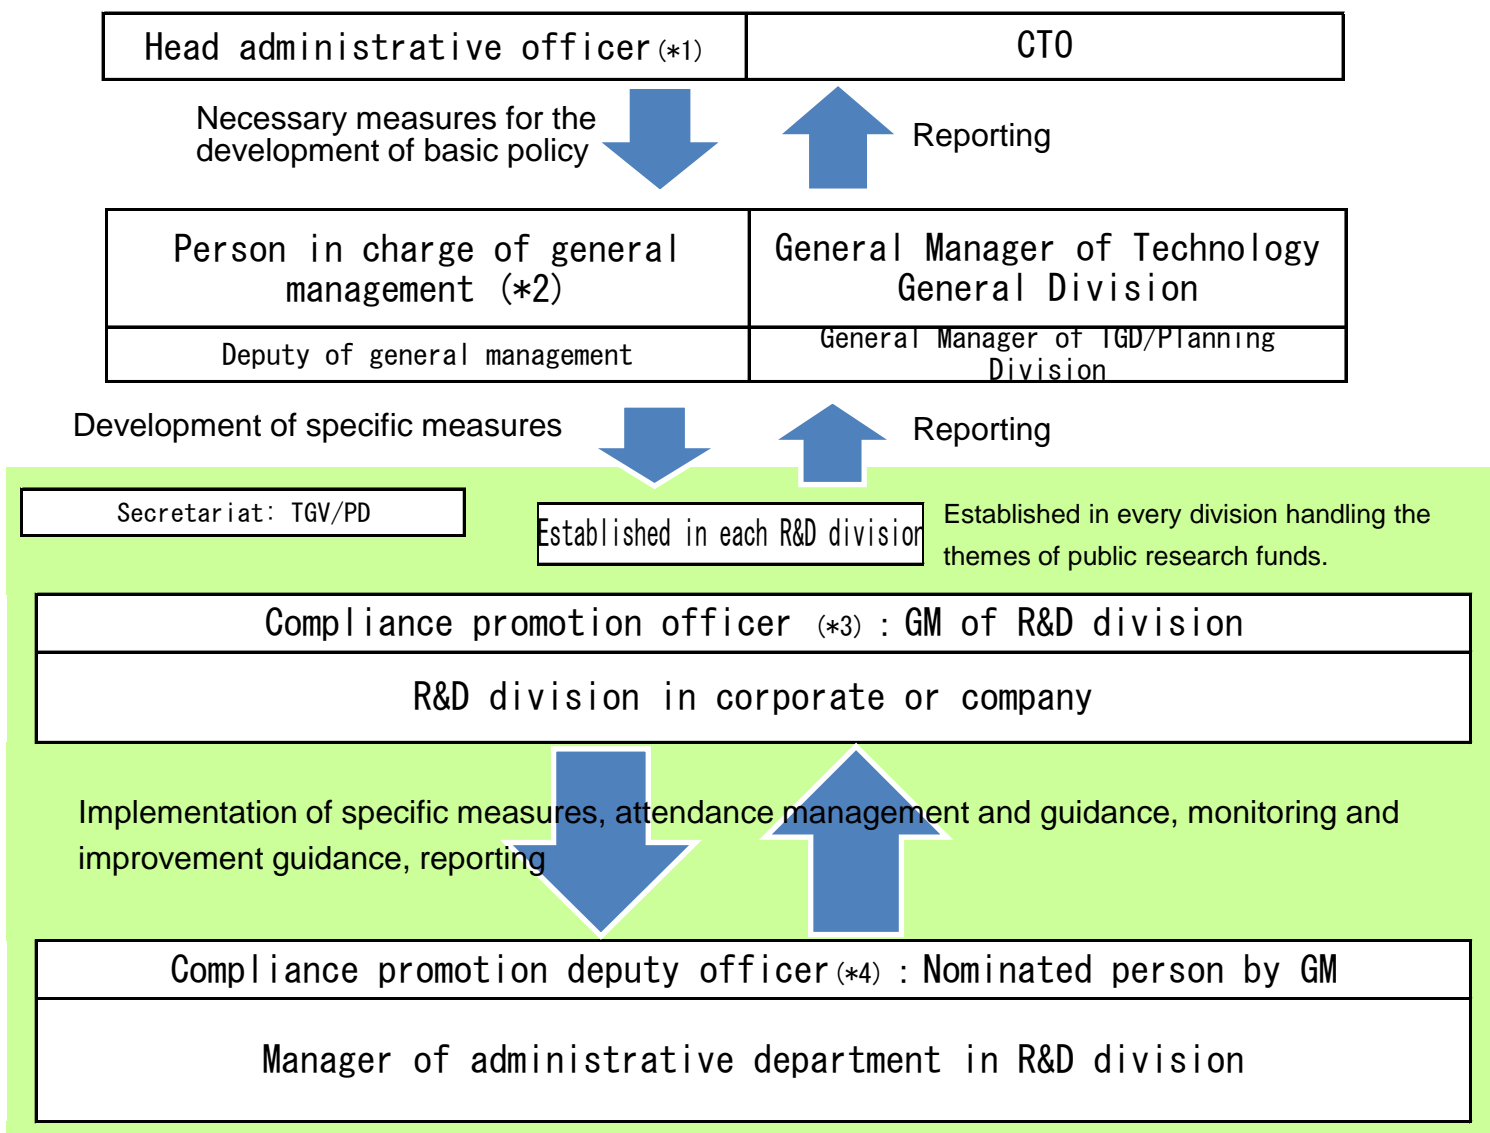 Head administrative officer(*1)
CTO
Necessary measures for the
development of basic policy
Reporting
Person in charge of general
management (*2)
General Manager of Technology
General Division
Deputy of general management
General Manager of TGD/Planning
Division
Development of specific measures
Reporting
Secretariat: TGV/PD
Established in each R&D division
Established in every division handling the
themes of public research funds.
Compliance promotion officer (*3) : GM of R&D division
R&D division in corporate or company
Implementation of specific measures, attendance management and guidance, monitoring and
improvement guidance, reporting
Compliance promotion deputy officer(*4) : Nominated person by GM
Manager of administrative department in R&D division